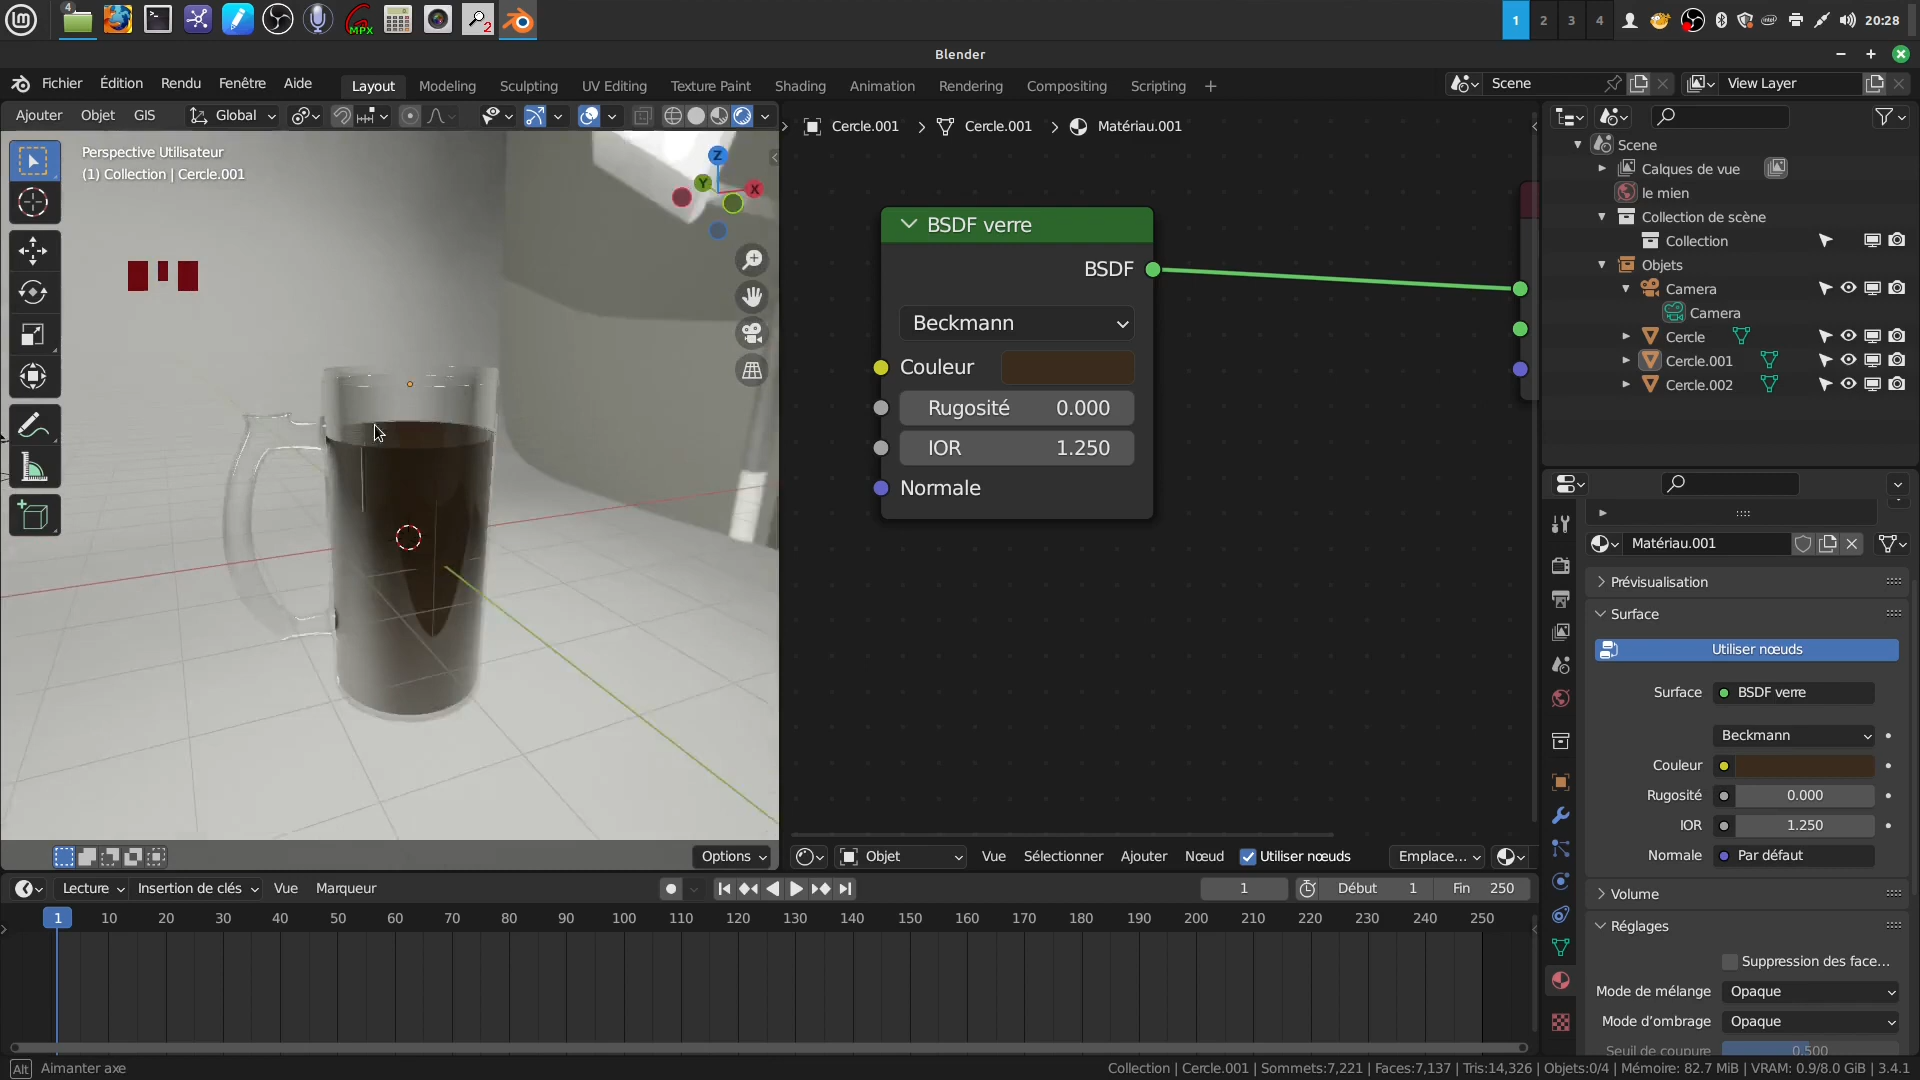 4
MPX
2
1 2 3 4
20:28
Blender
Fichier Édition Rendu Fenêtre Aide
Layout Modeling Sculpting UV Editing Texture Paint Shading Animation Rendering Compositing Scripting +
Scene
View Layer
Ajouter Objet GIS Global
Perspective Utilisateur
(1) Collection | Cercle.001
Z
Y
X
Options
Cercle.001 > Cercle.001 > Matériau.001
BSDF verre
BSDF
Beckmann
Couleur
Rugosité 0.000
IOR 1.250
Normale
Objet Vue Sélectionner Ajouter Nœud Utiliser nœuds Emplace...
Scene
Calques de vue
le mien
Collection de scène
Collection
Objets
Camera
Camera
Cercle
Cercle.001
Cercle.002
Matériau.001
Prévisualisation
Surface
Utiliser nœuds
Surface BSDF verre
Beckmann
Couleur
Rugosité 0.000
IOR 1.250
Normale Par défaut
Volume
Réglages
Suppression des face...
Mode de mélange Opaque
Mode d'ombrage Opaque
Seuil de coupure 0.500
Lecture Insertion de clés Vue Marqueur
1 Début 1 Fin 250
1 10 20 30 40 50 60 70 80 90 100 110 120 130 140 150 160 170 180 190 200 210 220 230 240 250
Alt Aimanter axe
Collection | Cercle.001 | Sommets:7,221 | Faces:7,137 | Tris:14,326 | Objets:0/4 | Mémoire: 82.7 MiB | VRAM: 0.9/8.0 GiB | 3.4.1